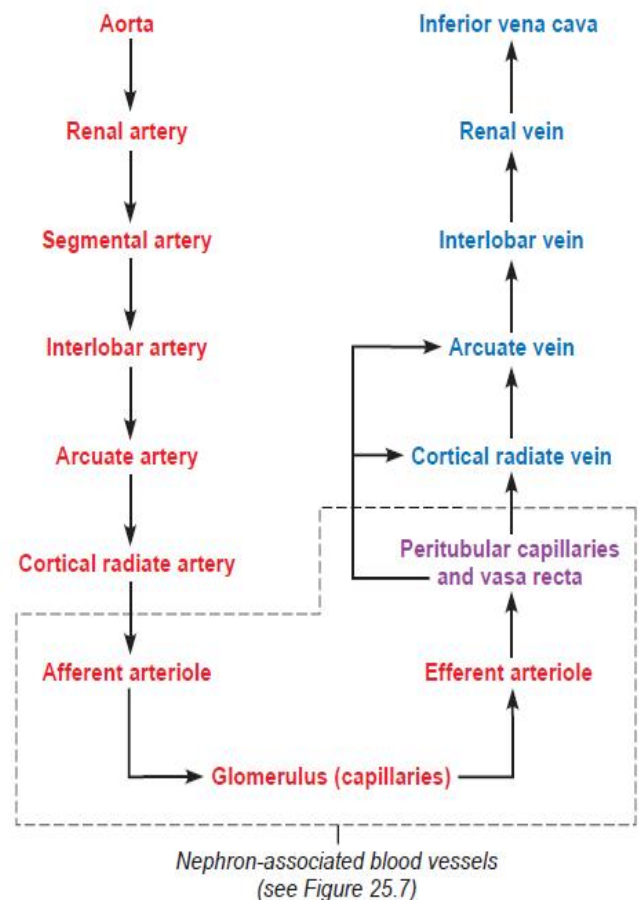 Aorta
Inferior vena cava
Renal artery
Renal vein
Segmental artery
Interlobar vein
Interlobar artery
Arcuate vein
Arcuate artery
Cortical radiate vein
Cortical radiate artery
Peritubular capillaries
and vasa recta
Afferent arteriole
Efferent arteriole
Glomerulus (capillaries)
Nephron-associated blood vessels
(see Figure 25.7)